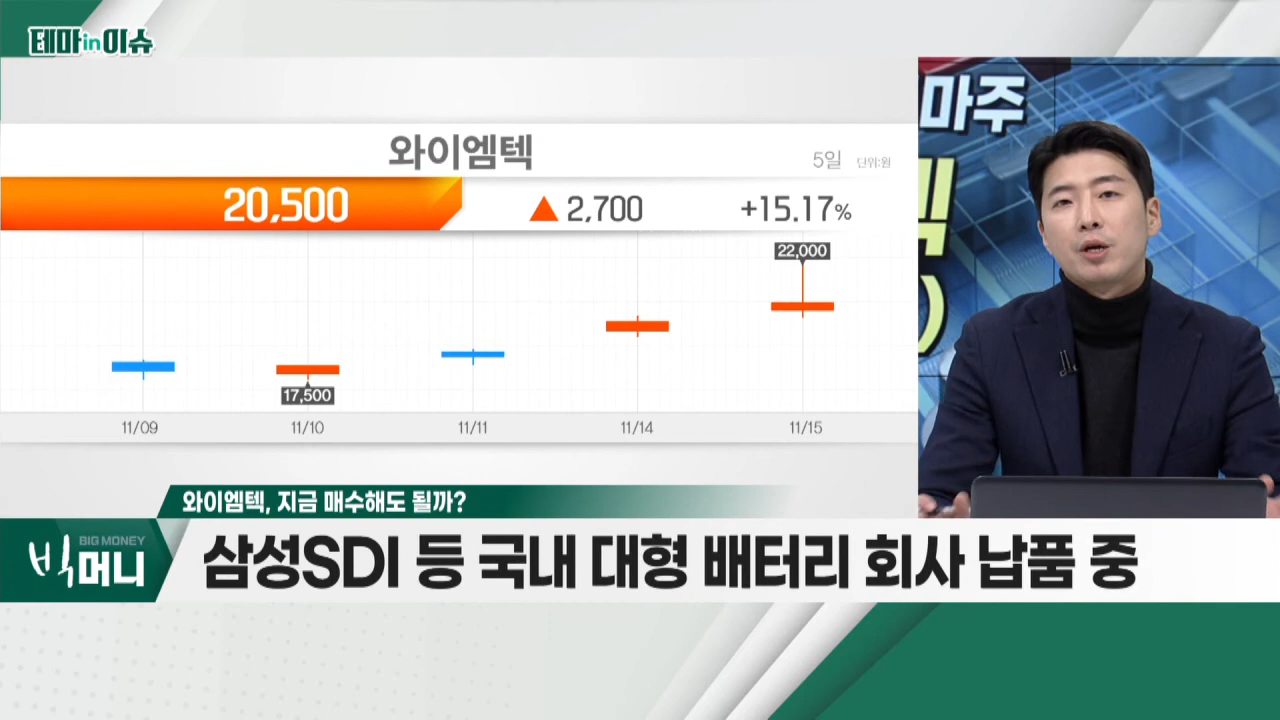 테마in이슈
마주
와이엠텍
5일 단위:원
20,500 ▲ 2,700 +15.17%
22,000
17,500
11/09 11/10 11/11 11/14 11/15
와이엠텍, 지금 매수해도 될까?
BIG MONEY
빅머니
삼성SDI 등 국내 대형 배터리 회사 납품 중